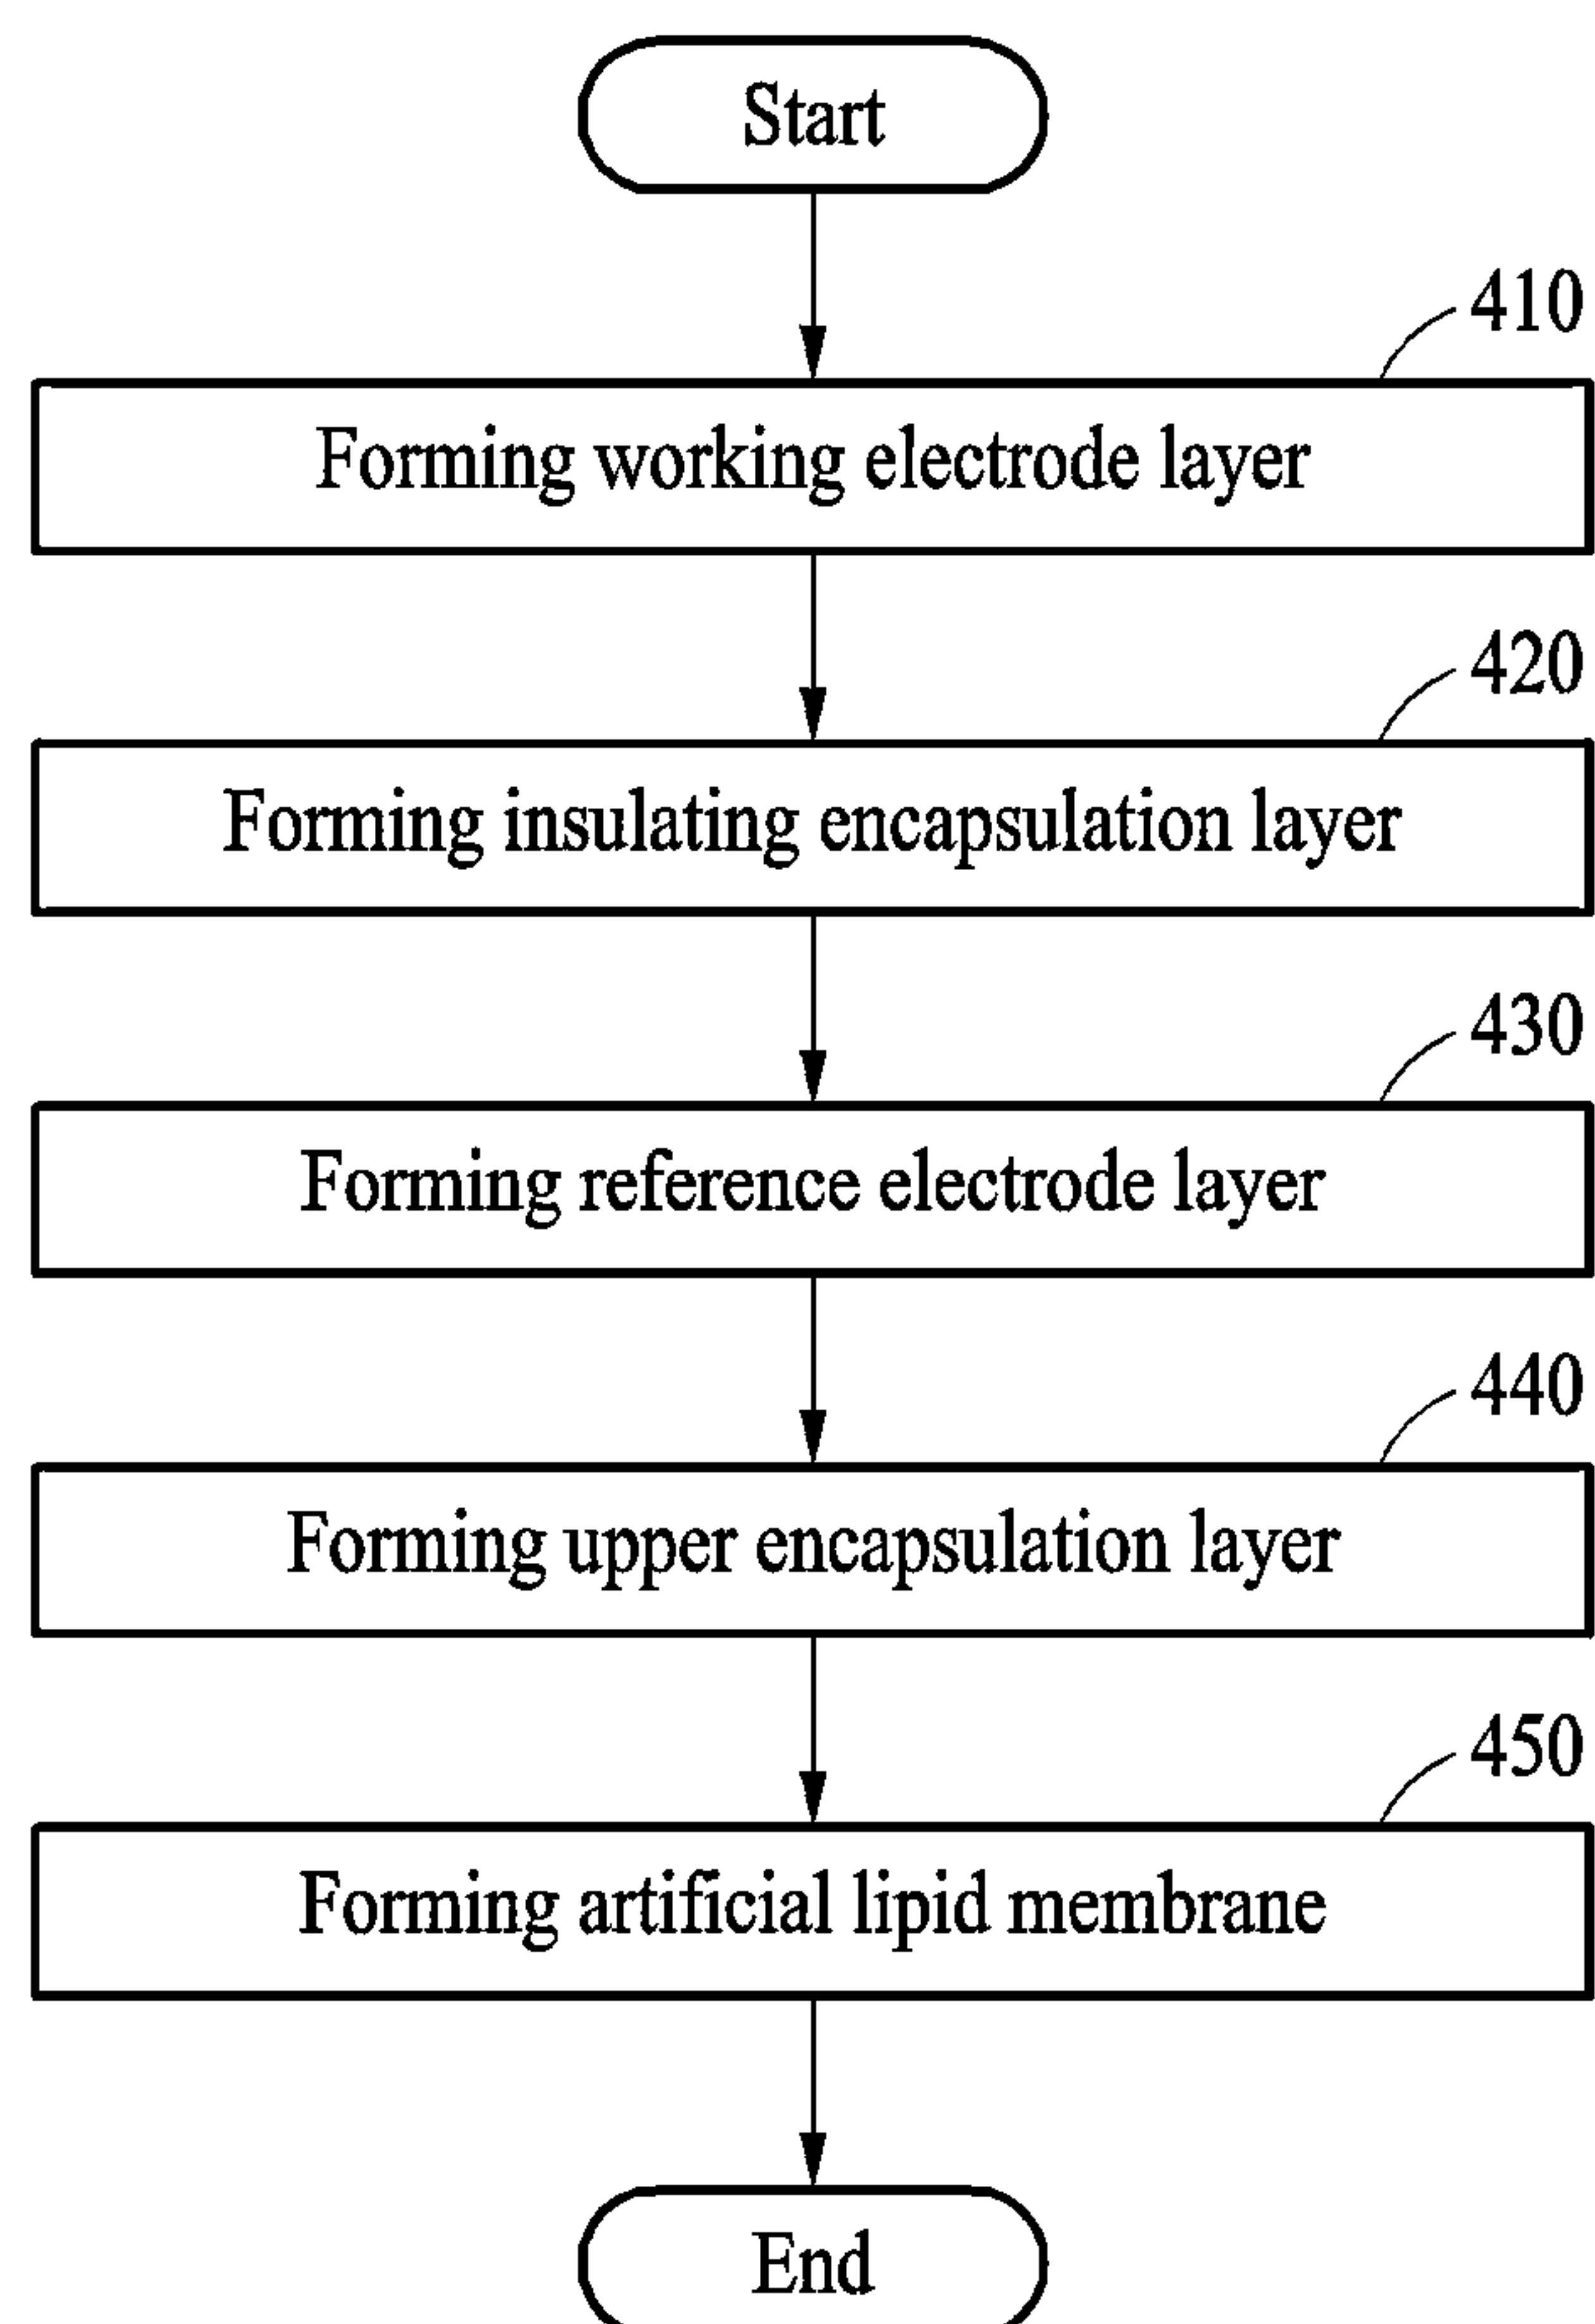 Start
410
Forming working electrode layer
420
Forming insulating encapsulation layer
430
Forming reference electrode layer
440
Forming upper encapsulation layer
450
Forming artificial lipid membrane
End